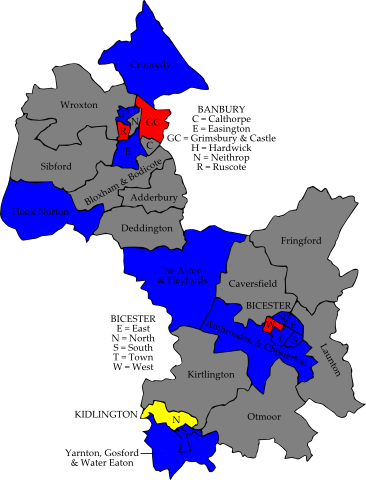 Cropredy
Wroxton
GC
R
N
E
C
BANBURY
C = Calthorpe
E = Easington
GC = Grimsbury & Castle
H = Hardwick
N = Neithrop
R = Ruscote
Sibford
Bloxham & Bodicote
Adderbury
Hook Norton
Deddington
Fringford
The Astons
& Heyfords
Caversfield
BICESTER
W
Ambrosden & Chesterton
Launton
BICESTER
E = East
N = North
S = South
T = Town
W = West
Kirtlington
Otmoor
KIDLINGTON
N
Yarnton, Gosford
& Water Eaton